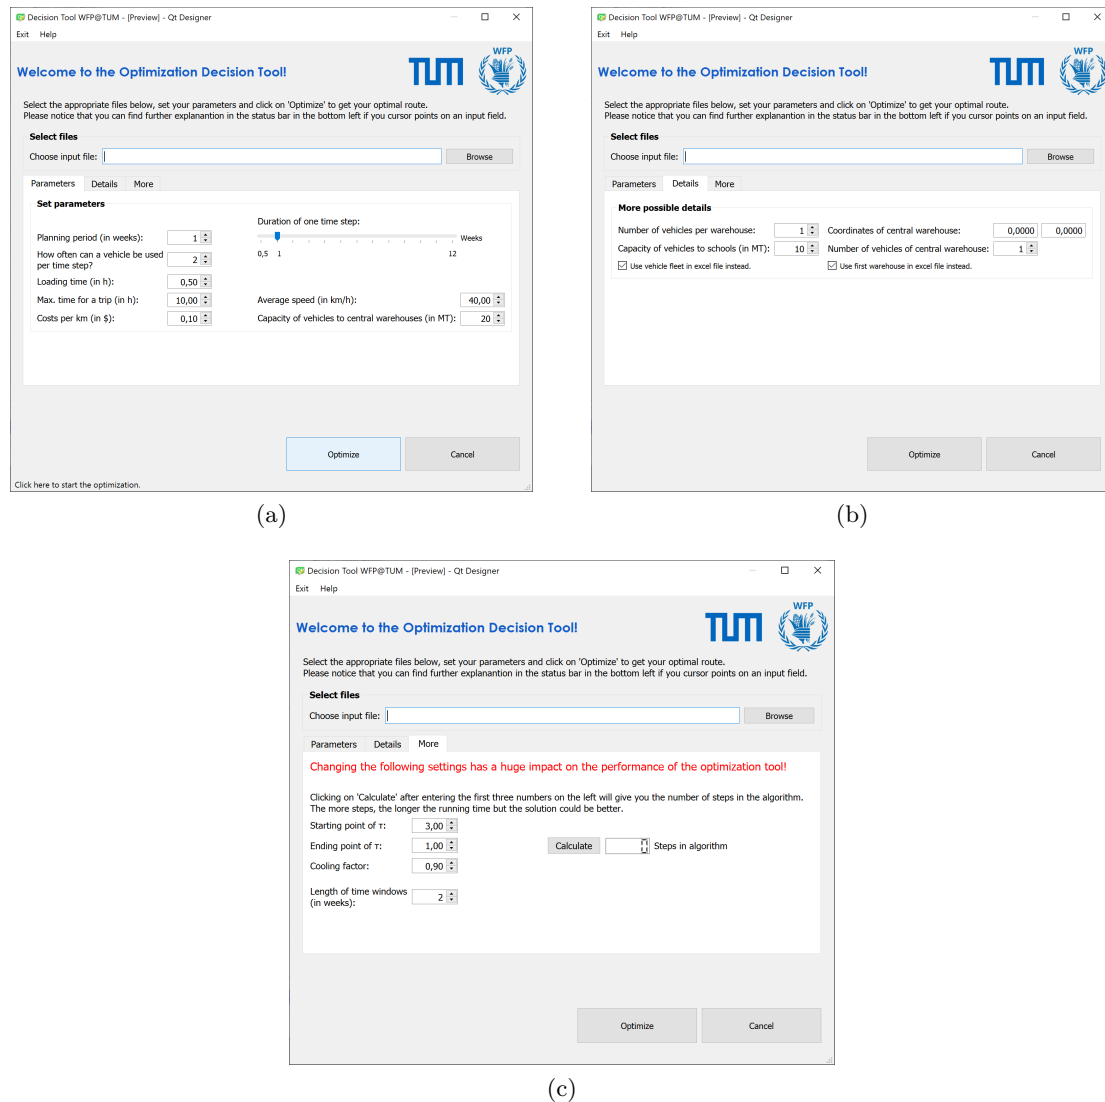 Decision Tool WFP@TUM - [Preview] - Qt Designer
Exit Help
WFP
Welcome to the Optimization Decision Tool!
TUM
Select the appropriate files below, set your parameters and click on 'Optimize' to get your optimal route.
Please notice that you can find further explanantion in the status bar in the bottom left if you cursor points on an input field.
Select files
Choose input file:
Browse
Parameters Details More
Set parameters
Duration of one time step:
Planning period (in weeks): 1
Weeks
0,5 1 12
How often can a vehicle be used
per time step? 2
Loading time (in h): 0,50
Max. time for a trip (in h): 10,00
Average speed (in km/h): 40,00
Costs per km (in $): 0,10
Capacity of vehicles to central warehouses (in MT): 20
Optimize Cancel
Click here to start the optimization.
(a)
Decision Tool WFP@TUM - [Preview] - Qt Designer
Exit Help
WFP
Welcome to the Optimization Decision Tool!
TUM
Select the appropriate files below, set your parameters and click on 'Optimize' to get your optimal route.
Please notice that you can find further explanantion in the status bar in the bottom left if you cursor points on an input field.
Select files
Choose input file:
Browse
Parameters Details More
More possible details
Number of vehicles per warehouse: 1
Coordinates of central warehouse: 0,0000 0,0000
Capacity of vehicles to schools (in MT): 10
Number of vehicles of central warehouse: 1
Use vehicle fleet in excel file instead.
Use first warehouse in excel file instead.
Optimize Cancel
(b)
Decision Tool WFP@TUM - [Preview] - Qt Designer
Exit Help
WFP
Welcome to the Optimization Decision Tool!
TUM
Select the appropriate files below, set your parameters and click on 'Optimize' to get your optimal route.
Please notice that you can find further explanantion in the status bar in the bottom left if you cursor points on an input field.
Select files
Choose input file:
Browse
Parameters Details More
Changing the following settings has a huge impact on the performance of the optimization tool!
Clicking on 'Calculate' after entering the first three numbers on the left will give you the number of steps in the algorithm.
The more steps, the longer the running time but the solution could be better.
Starting point of τ: 3,00
Ending point of τ: 1,00
Calculate 0 Steps in algorithm
Cooling factor: 0,90
Length of time windows
(in weeks): 2
Optimize Cancel
(c)